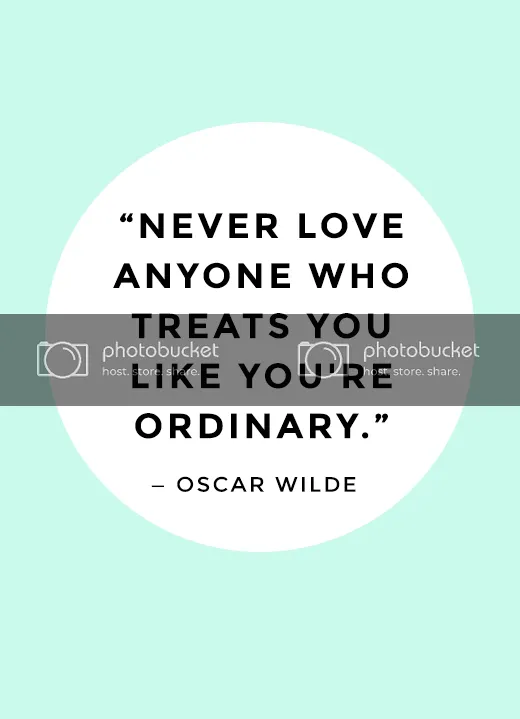 “NEVER LOVE
ANYONE WHO
TREATS YOU
photobucket photobucket
host. store. share. host. store. share.
LIKE YOU'RE
ORDINARY.”
– OSCAR WILDE